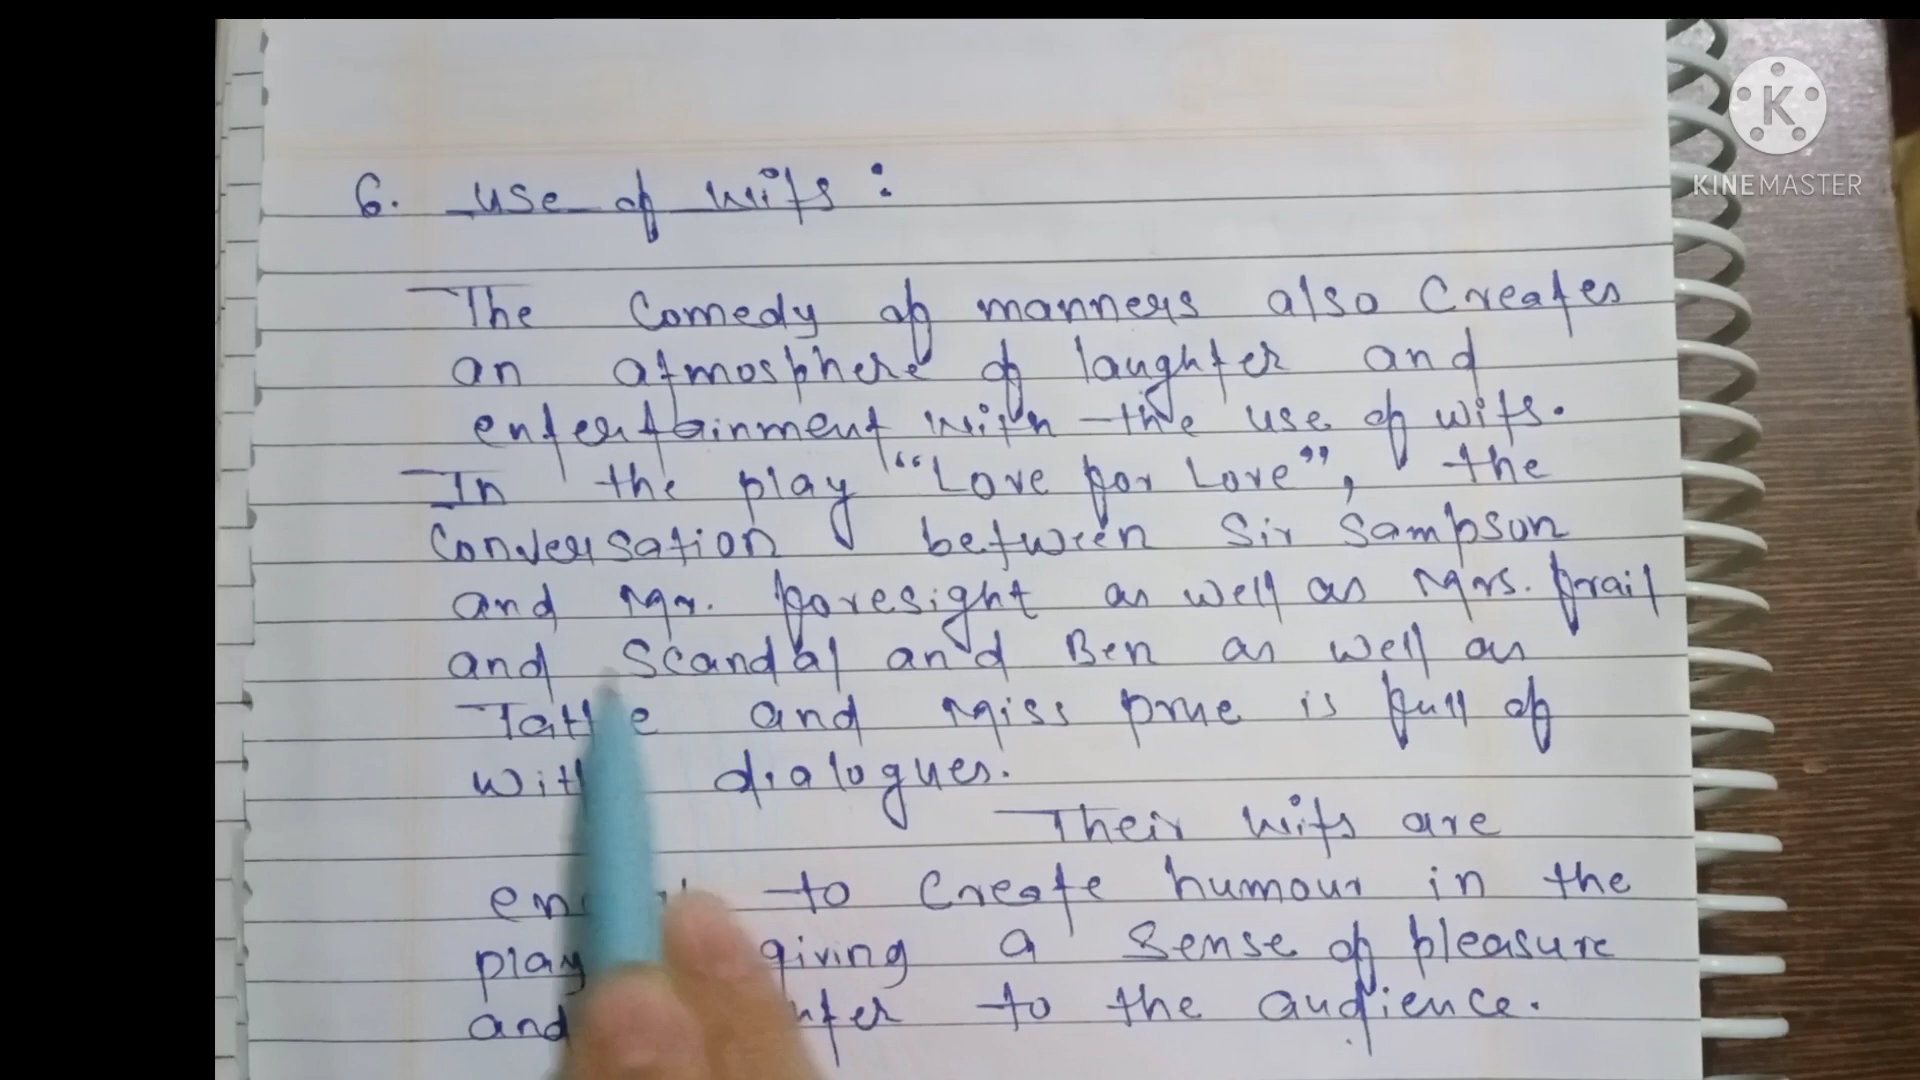 6. Use of wits :
The Comedy of manners also Creates
an atmosphere of laughter and
entertainment with the use of wits.
In the play "Love for Love", the
Conversation between Sir Sampson
and Mr. foresight as well as Mrs. frail
and Scandal and Ben as well as
Tattle and Miss prue is full of
dialogues.
Their wits are
to Create humour in the
play giving a sense of pleasure
and to the audience.
KINEMASTER